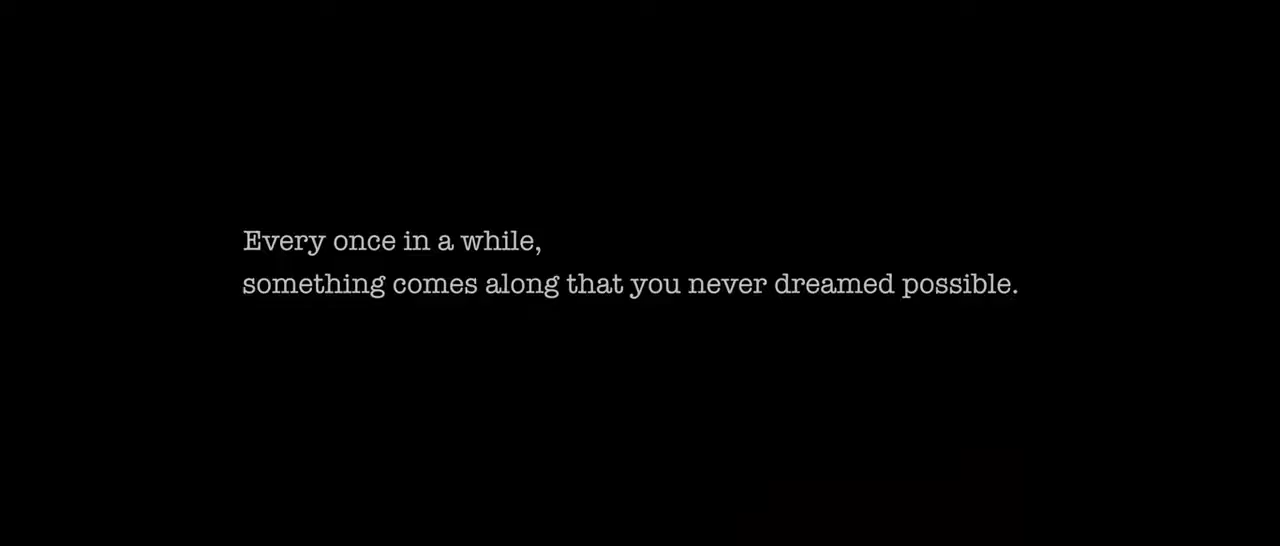 Every once in a while,
something comes along that you never dreamed possible.